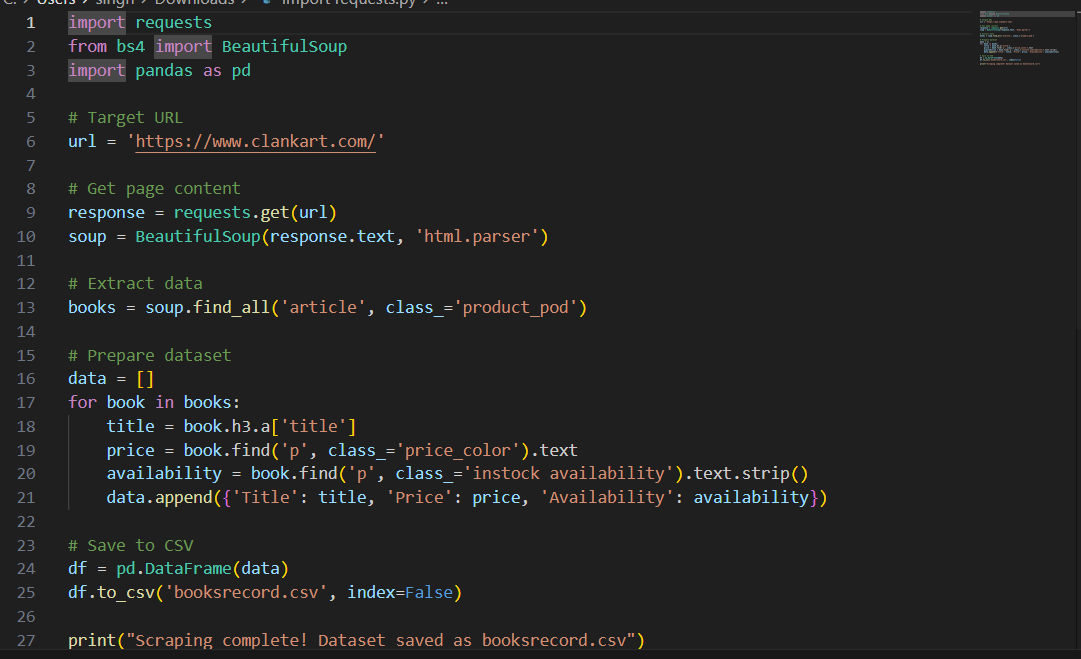 C: > Users > singh > Downloads > import requests.py > ...
1 import requests
2 from bs4 import BeautifulSoup
3 import pandas as pd
4
5 # Target URL
6 url = 'https://www.clankart.com/'
7
8 # Get page content
9 response = requests.get(url)
10 soup = BeautifulSoup(response.text, 'html.parser')
11
12 # Extract data
13 books = soup.find_all('article', class_='product_pod')
14
15 # Prepare dataset
16 data = []
17 for book in books:
18     title = book.h3.a['title']
19     price = book.find('p', class_='price_color').text
20     availability = book.find('p', class_='instock availability').text.strip()
21     data.append({'Title': title, 'Price': price, 'Availability': availability})
22
23 # Save to CSV
24 df = pd.DataFrame(data)
25 df.to_csv('booksrecord.csv', index=False)
26
27 print("Scraping complete! Dataset saved as booksrecord.csv")